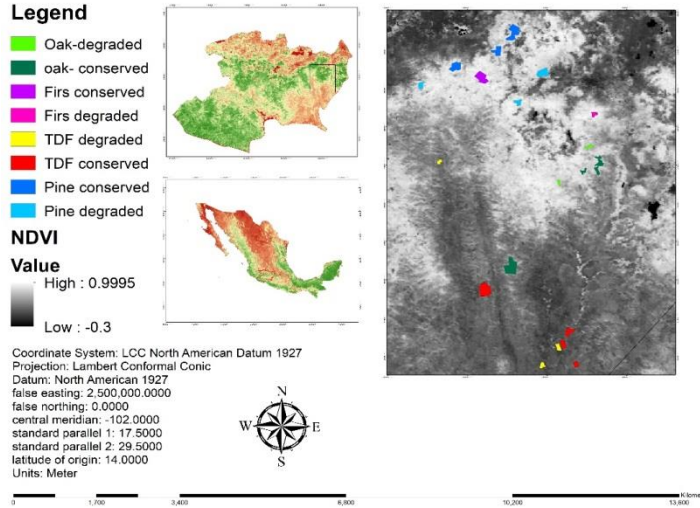 Legend
Oak-degraded
oak- conserved
Firs conserved
Firs degraded
TDF degraded
TDF conserved
Pine conserved
Pine degraded
NDVI
Value
High : 0.9995
Low : -0.3
Coordinate System: LCC North American Datum 1927
Projection: Lambert Conformal Conic
Datum: North American 1927
false easting: 2,500,000.0000
false northing: 0.0000
central meridian: -102.0000
standard parallel 1: 17.5000
standard parallel 2: 29.5000
latitude of origin: 14.0000
Units: Meter
N
W E
S
0 1,700 3,400 6,800 10,200 13,600